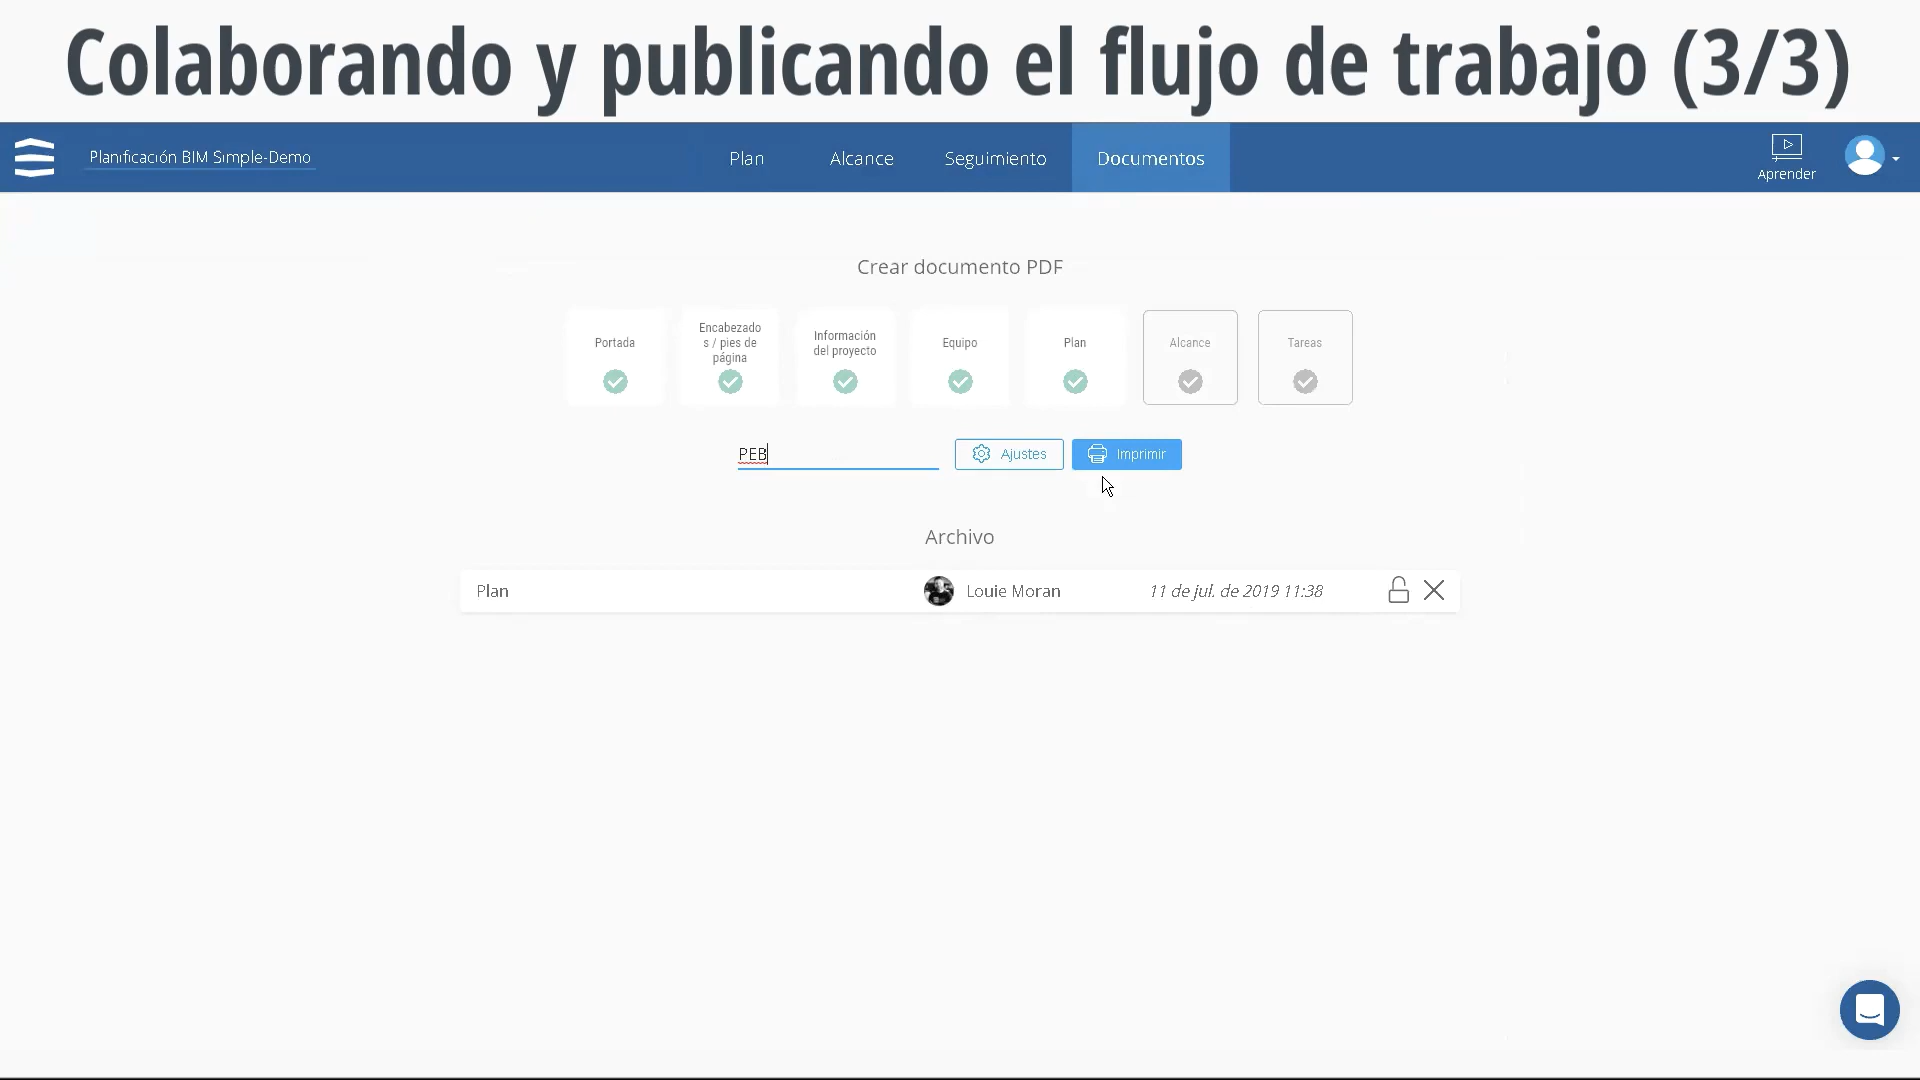 Colaborando y publicando el flujo de trabajo (3/3)
Planificación BIM Simple-Demo
Plan
Alcance
Seguimiento
Documentos
Aprender
Crear documento PDF
Portada
Encabezado
s / pies de
página
Información
del proyecto
Equipo
Plan
Alcance
Tareas
PEB
Ajustes
Imprimir
Archivo
Plan
Louie Moran
11 de jul. de 2019 11:38